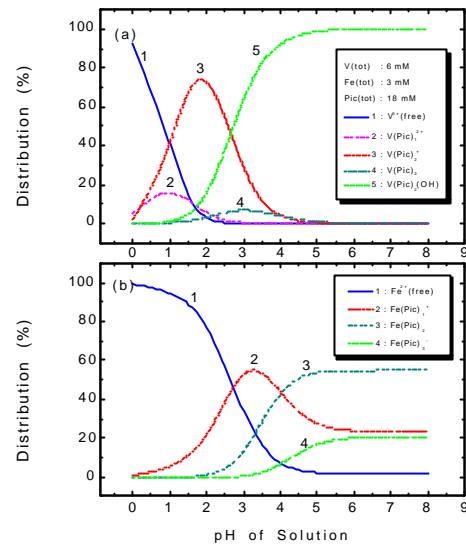 (a)
1
2
3
4
5
V(tot) : 6 mM
Fe(tot) : 3 mM
Pic(tot) : 18 mM
1 : V³⁺(free)
2 : V(Pic)₁²⁺
3 : V(Pic)₂⁺
4 : V(Pic)₃
5 : V(Pic)₂(OH)
100
80
60
40
20
0
Distribution (%)
0 1 2 3 4 5 6 7 8 9
(b)
1
2
3
4
1 : Fe²⁺(free)
2 : Fe(Pic)₁⁺
3 : Fe(Pic)₂
4 : Fe(Pic)₃⁻
100
80
60
40
20
0
Distribution (%)
0 1 2 3 4 5 6 7 8 9
pH of Solution